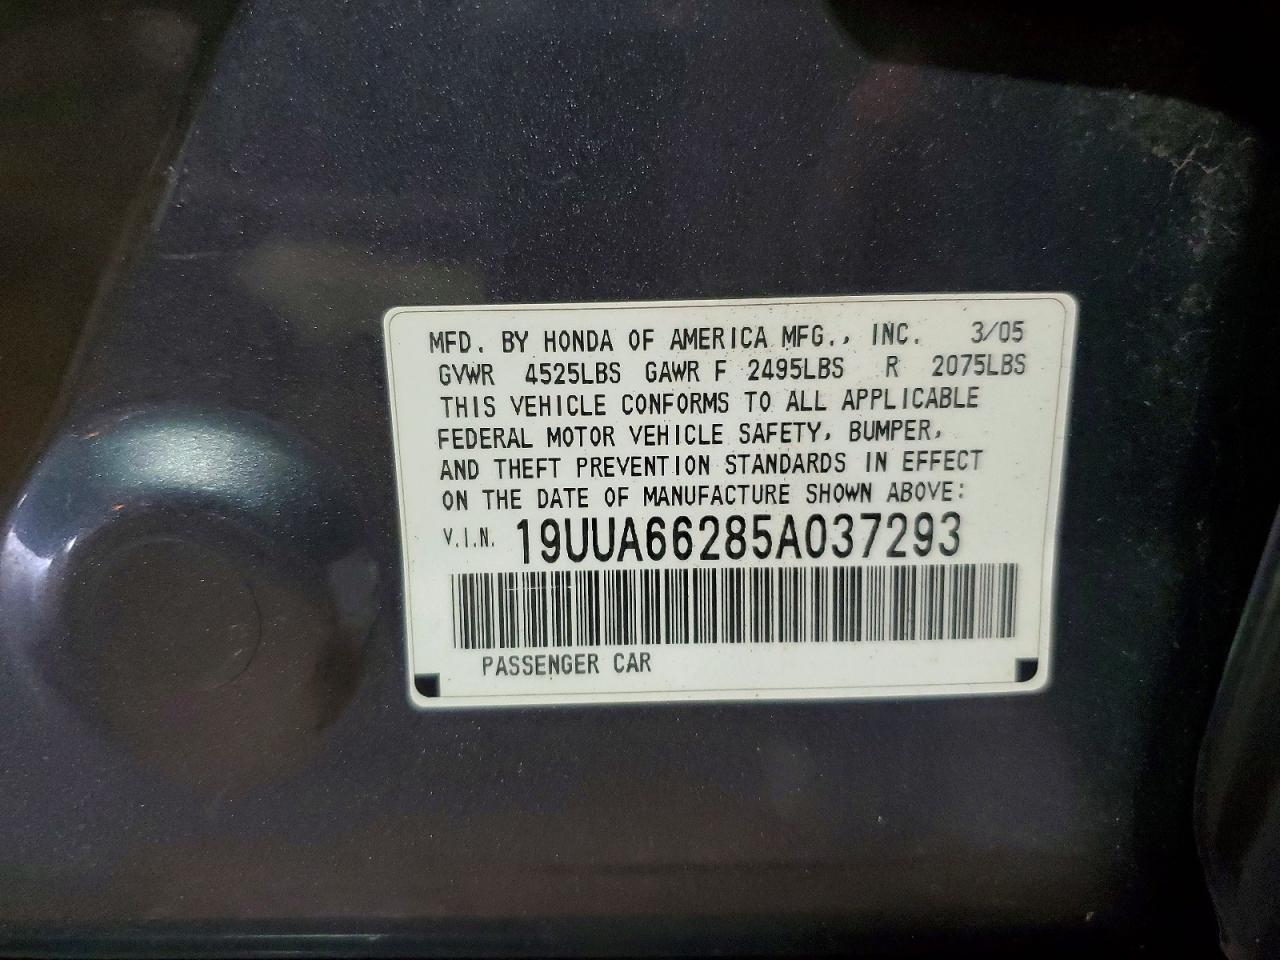 MFD. BY HONDA OF AMERICA MFG., INC. 3/05
GVWR 4525LBS GAWR F 2495LBS R 2075LBS
THIS VEHICLE CONFORMS TO ALL APPLICABLE
FEDERAL MOTOR VEHICLE SAFETY, BUMPER,
AND THEFT PREVENTION STANDARDS IN EFFECT
ON THE DATE OF MANUFACTURE SHOWN ABOVE:
V.I.N. 19UUA66285A037293
PASSENGER CAR